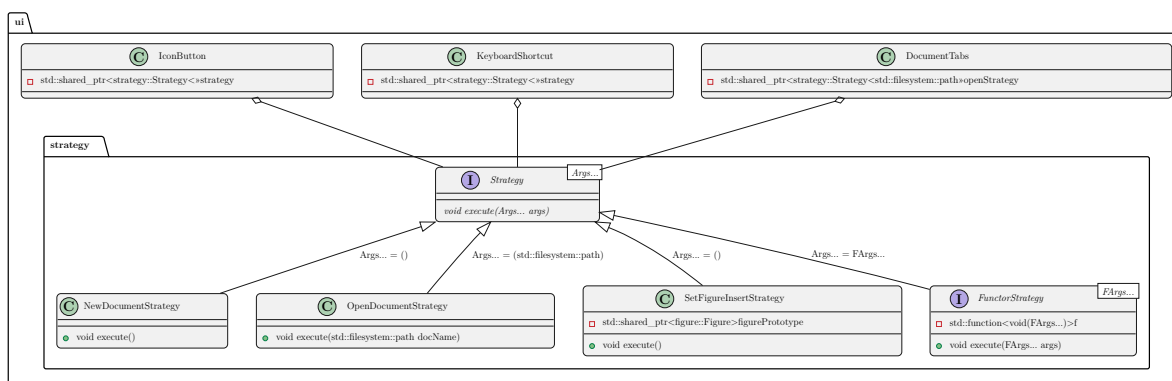 ui
C IconButton
std::shared_ptr<strategy::Strategy<»strategy
C KeyboardShortcut
std::shared_ptr<strategy::Strategy<»strategy
C DocumentTabs
std::shared_ptr<strategy::Strategy<std::filesystem::path»openStrategy
strategy
I Strategy
Args...
void execute(Args... args)
Args... = ()
Args... = (std::filesystem::path)
Args... = ()
Args... = FArgs...
C NewDocumentStrategy
void execute()
C OpenDocumentStrategy
void execute(std::filesystem::path docName)
C SetFigureInsertStrategy
std::shared_ptr<figure::Figure>figurePrototype
void execute()
I FunctorStrategy
FArgs...
std::function<void(FArgs...)>f
void execute(FArgs... args)